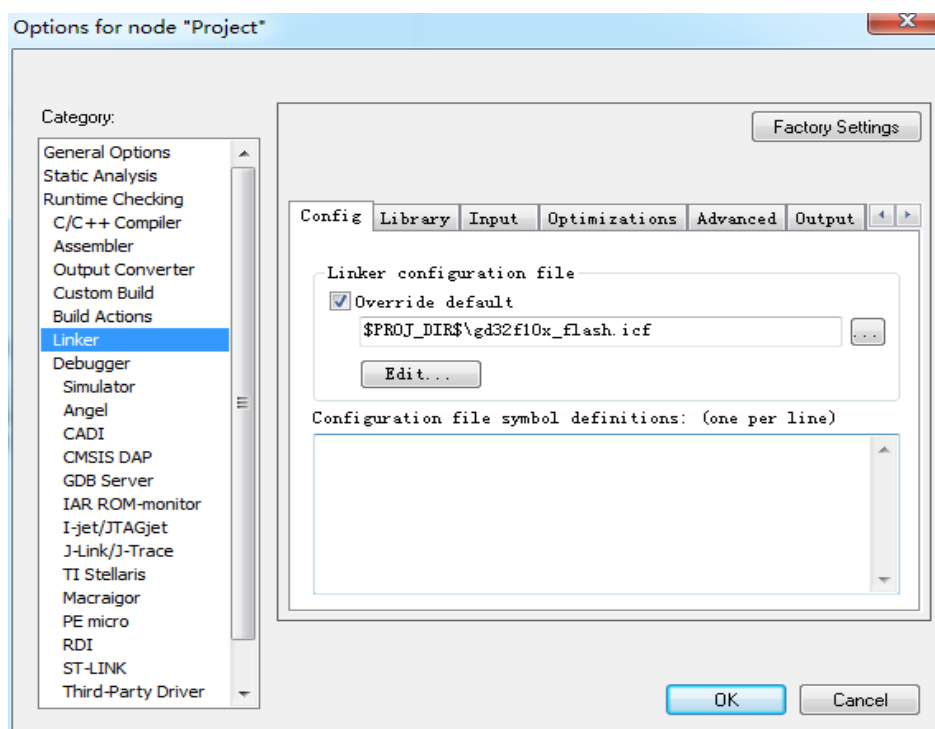 Options for node "Project"
Category:
General Options
Static Analysis
Runtime Checking
C/C++ Compiler
Assembler
Output Converter
Custom Build
Build Actions
Linker
Debugger
Simulator
Angel
CADI
CMSIS DAP
GDB Server
IAR ROM-monitor
I-jet/JTAGjet
J-Link/J-Trace
TI Stellaris
Macraigor
PE micro
RDI
ST-LINK
Third-Party Driver
Factory Settings
Config Library Input Optimizations Advanced Output
Linker configuration file
Override default
$PROJ_DIR$\gd32f10x_flash.icf
...
Edit...
Configuration file symbol definitions: (one per line)
OK Cancel